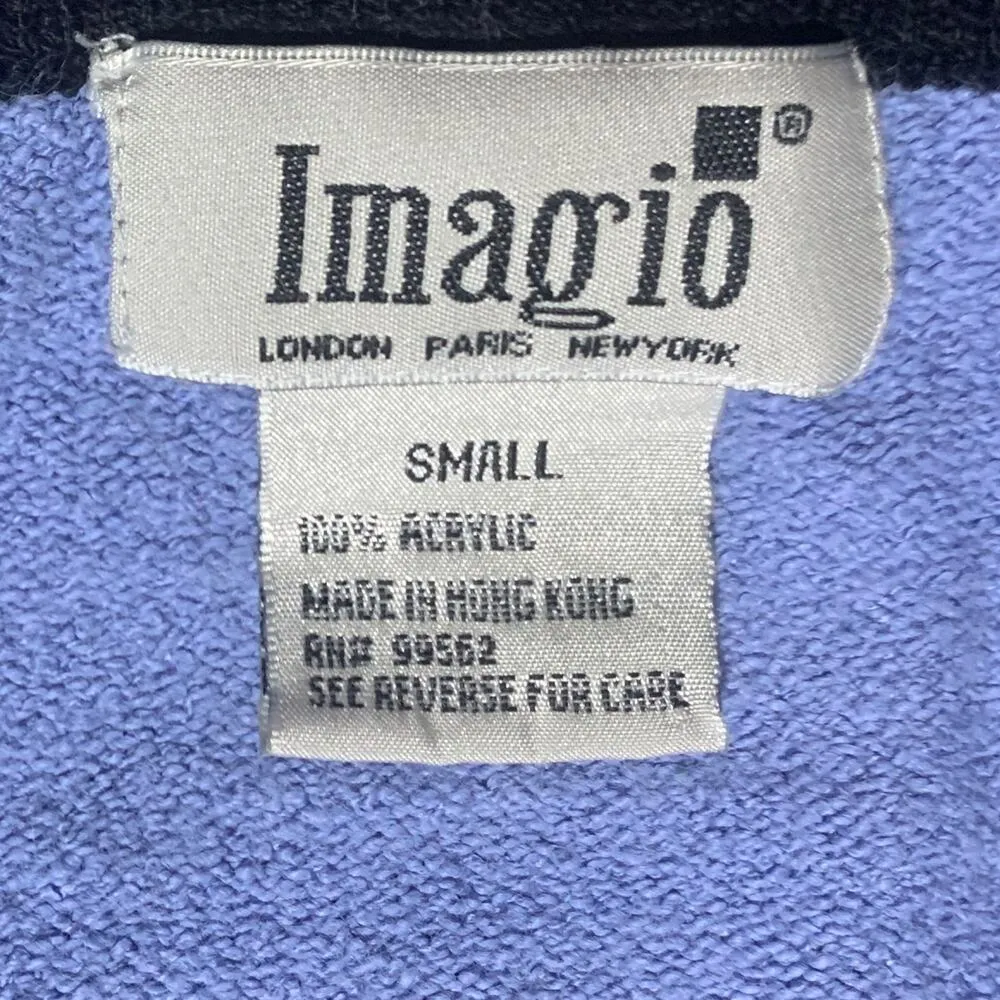 Imagio®
LONDON PARIS NEWYORK
SMALL
100% ACRYLIC
MADE IN HONG KONG
RN# 99562
SEE REVERSE FOR CARE